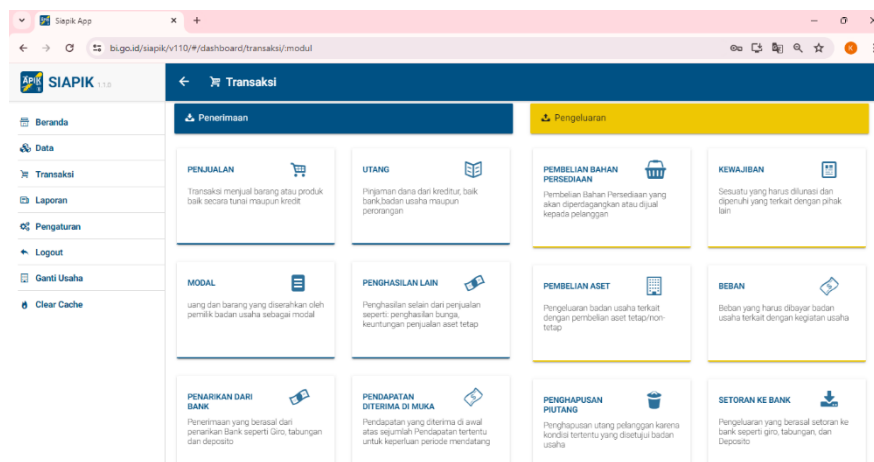 Siapik App
bi.go.id/siapik/v110/#/dashboard/transaksi/:modul
SIAPIK 1.1.0
Transaksi
Beranda
Data
Transaksi
Laporan
Pengaturan
Logout
Ganti Usaha
Clear Cache
Penerimaan
Pengeluaran
PENJUALAN
Transaksi menjual barang atau produk
baik secara tunai maupun kredit
UTANG
Pinjaman dana dari kreditur, baik
bank,badan usaha maupun
perorangan
PEMBELIAN BAHAN
PERSEDIAAN
Pembelian Bahan Persediaan yang
akan diperdagangkan atau dijual
kepada pelanggan
KEWAJIBAN
Sesuatu yang harus dilunasi dan
dipenuhi yang terkait dengan pihak
lain
MODAL
uang dan barang yang diserahkan oleh
pemilik badan usaha sebagai modal
PENGHASILAN LAIN
Penghasilan selain dari penjualan
seperti: penghasilan bunga,
keuntungan penjualan aset tetap
PEMBELIAN ASET
Pengeluaran badan usaha terkait
dengan pembelian aset tetap/non-
tetap
BEBAN
Beban yang harus dibayar badan
usaha terkait dengan kegiatan usaha
PENARIKAN DARI
BANK
Penerimaan yang berasal dari
penarikan Bank seperti Giro, tabungan
dan deposito
PENDAPATAN
DITERIMA DI MUKA
Pendapatan yang diterima di awal
atas sejumlah Pendapatan tertentu
untuk keperluan periode mendatang
PENGHAPUSAN
PIUTANG
Penghapusan utang pelanggan karena
kondisi tertentu yang disetujui badan
usaha
SETORAN KE BANK
Pengeluaran yang berasal setoran ke
bank seperti giro, tabungan, dan
Deposito